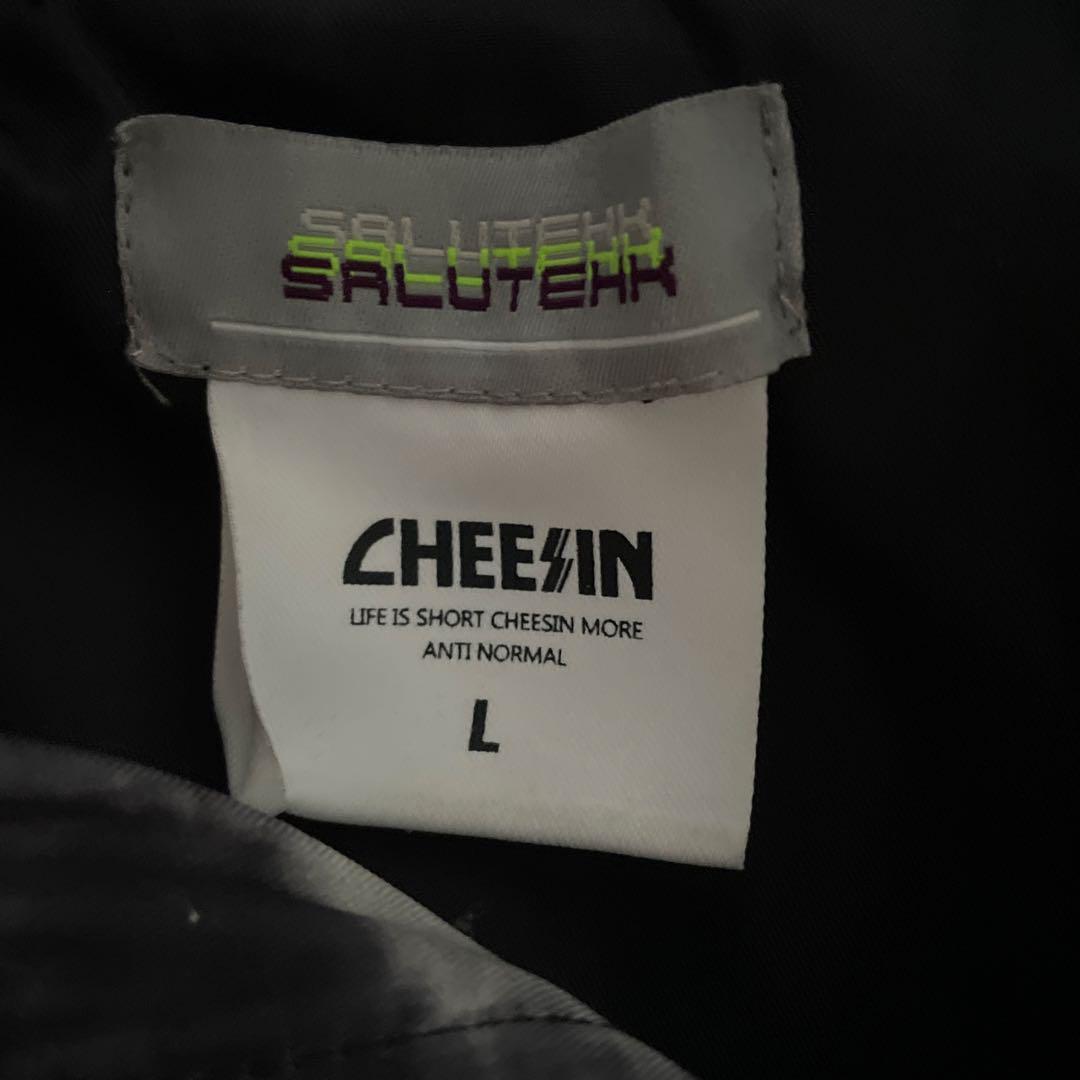 SALUTEHK
SALUTEHK
SALUTEHK
CHEESIN
LIFE IS SHORT CHEESIN MORE
ANTI NORMAL
L